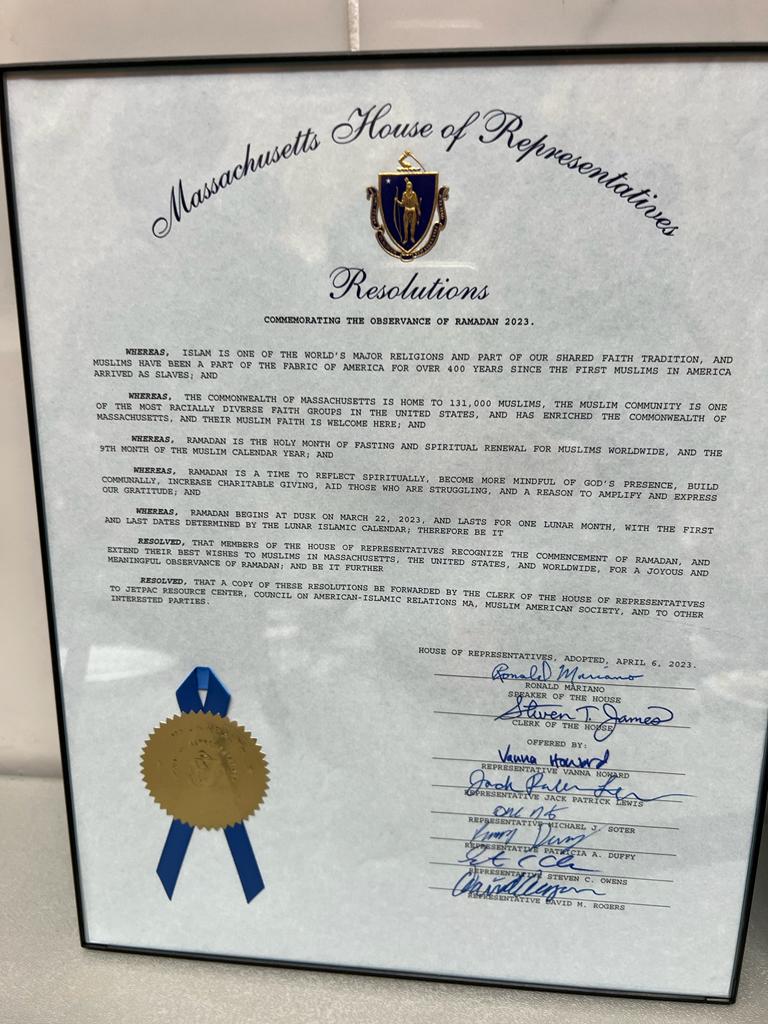 Massachusetts House of Representatives
Resolutions
COMMEMORATING THE OBSERVANCE OF RAMADAN 2023.
WHEREAS, ISLAM IS ONE OF THE WORLD'S MAJOR RELIGIONS AND PART OF OUR SHARED FAITH TRADITION, AND
MUSLIMS HAVE BEEN A PART OF THE FABRIC OF AMERICA FOR OVER 400 YEARS SINCE THE FIRST MUSLIMS IN AMERICA
ARRIVED AS SLAVES; AND
WHEREAS, THE COMMONWEALTH OF MASSACHUSETTS IS HOME TO 131,000 MUSLIMS, THE MUSLIM COMMUNITY IS ONE
OF THE MOST RACIALLY DIVERSE FAITH GROUPS IN THE UNITED STATES, AND HAS ENRICHED THE COMMONWEALTH OF
MASSACHUSETTS, AND THEIR MUSLIM FAITH IS WELCOME HERE; AND
WHEREAS, RAMADAN IS THE HOLY MONTH OF FASTING AND SPIRITUAL RENEWAL FOR MUSLIMS WORLDWIDE, AND THE
9TH MONTH OF THE MUSLIM CALENDAR YEAR; AND
WHEREAS, RAMADAN IS A TIME TO REFLECT SPIRITUALLY, BECOME MORE MINDFUL OF GOD'S PRESENCE, BUILD
COMMUNALLY, INCREASE CHARITABLE GIVING, AID THOSE WHO ARE STRUGGLING, AND A REASON TO AMPLIFY AND EXPRESS
OUR GRATITUDE; AND
WHEREAS, RAMADAN BEGINS AT DUSK ON MARCH 22, 2023, AND LASTS FOR ONE LUNAR MONTH, WITH THE FIRST
AND LAST DATES DETERMINED BY THE LUNAR ISLAMIC CALENDAR; THEREFORE BE IT
RESOLVED, THAT MEMBERS OF THE HOUSE OF REPRESENTATIVES RECOGNIZE THE COMMENCEMENT OF RAMADAN, AND
EXTEND THEIR BEST WISHES TO MUSLIMS IN MASSACHUSETTS, THE UNITED STATES, AND WORLDWIDE, FOR A JOYOUS AND
MEANINGFUL OBSERVANCE OF RAMADAN; AND BE IT FURTHER
RESOLVED, THAT A COPY OF THESE RESOLUTIONS BE FORWARDED BY THE CLERK OF THE HOUSE OF REPRESENTATIVES
TO JETPAC RESOURCE CENTER, COUNCIL ON AMERICAN-ISLAMIC RELATIONS MA, MUSLIM AMERICAN SOCIETY, AND TO OTHER
INTERESTED PARTIES.
HOUSE OF REPRESENTATIVES, ADOPTED, APRIL 6, 2023.
Ronald Mariano
RONALD MARIANO
SPEAKER OF THE HOUSE
Steven T. James
CLERK OF THE HOUSE
OFFERED BY:
Vanna Howard
REPRESENTATIVE VANNA HOWARD
REPRESENTATIVE JACK PATRICK LEWIS
REPRESENTATIVE MICHAEL J. SOTER
REPRESENTATIVE PATRICIA A. DUFFY
REPRESENTATIVE STEVEN C. OWENS
REPRESENTATIVE DAVID M. ROGERS